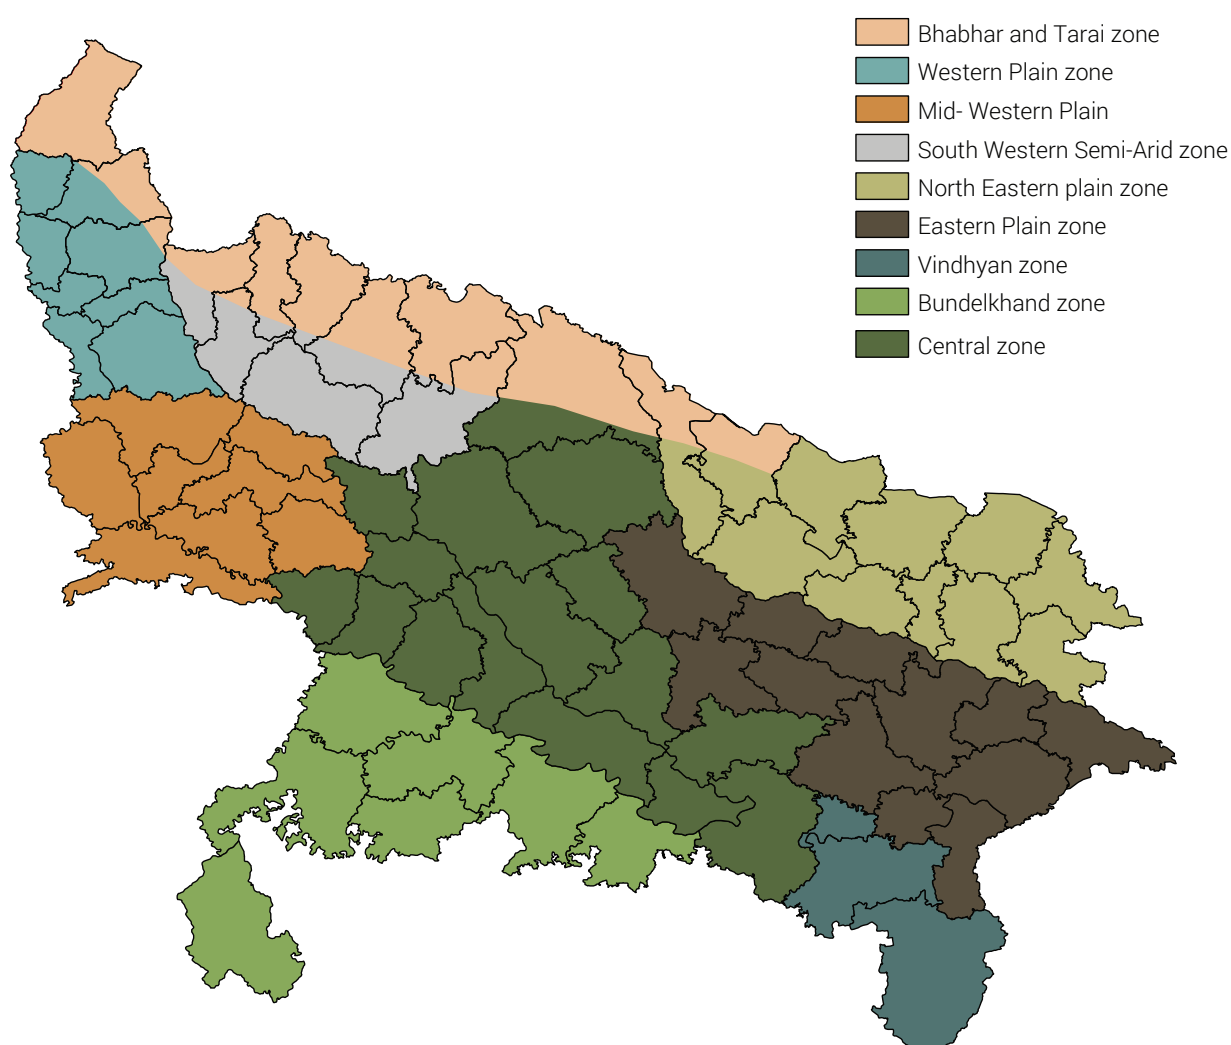 Bhabhar and Tarai zone
Western Plain zone
Mid- Western Plain
South Western Semi-Arid zone
North Eastern plain zone
Eastern Plain zone
Vindhyan zone
Bundelkhand zone
Central zone